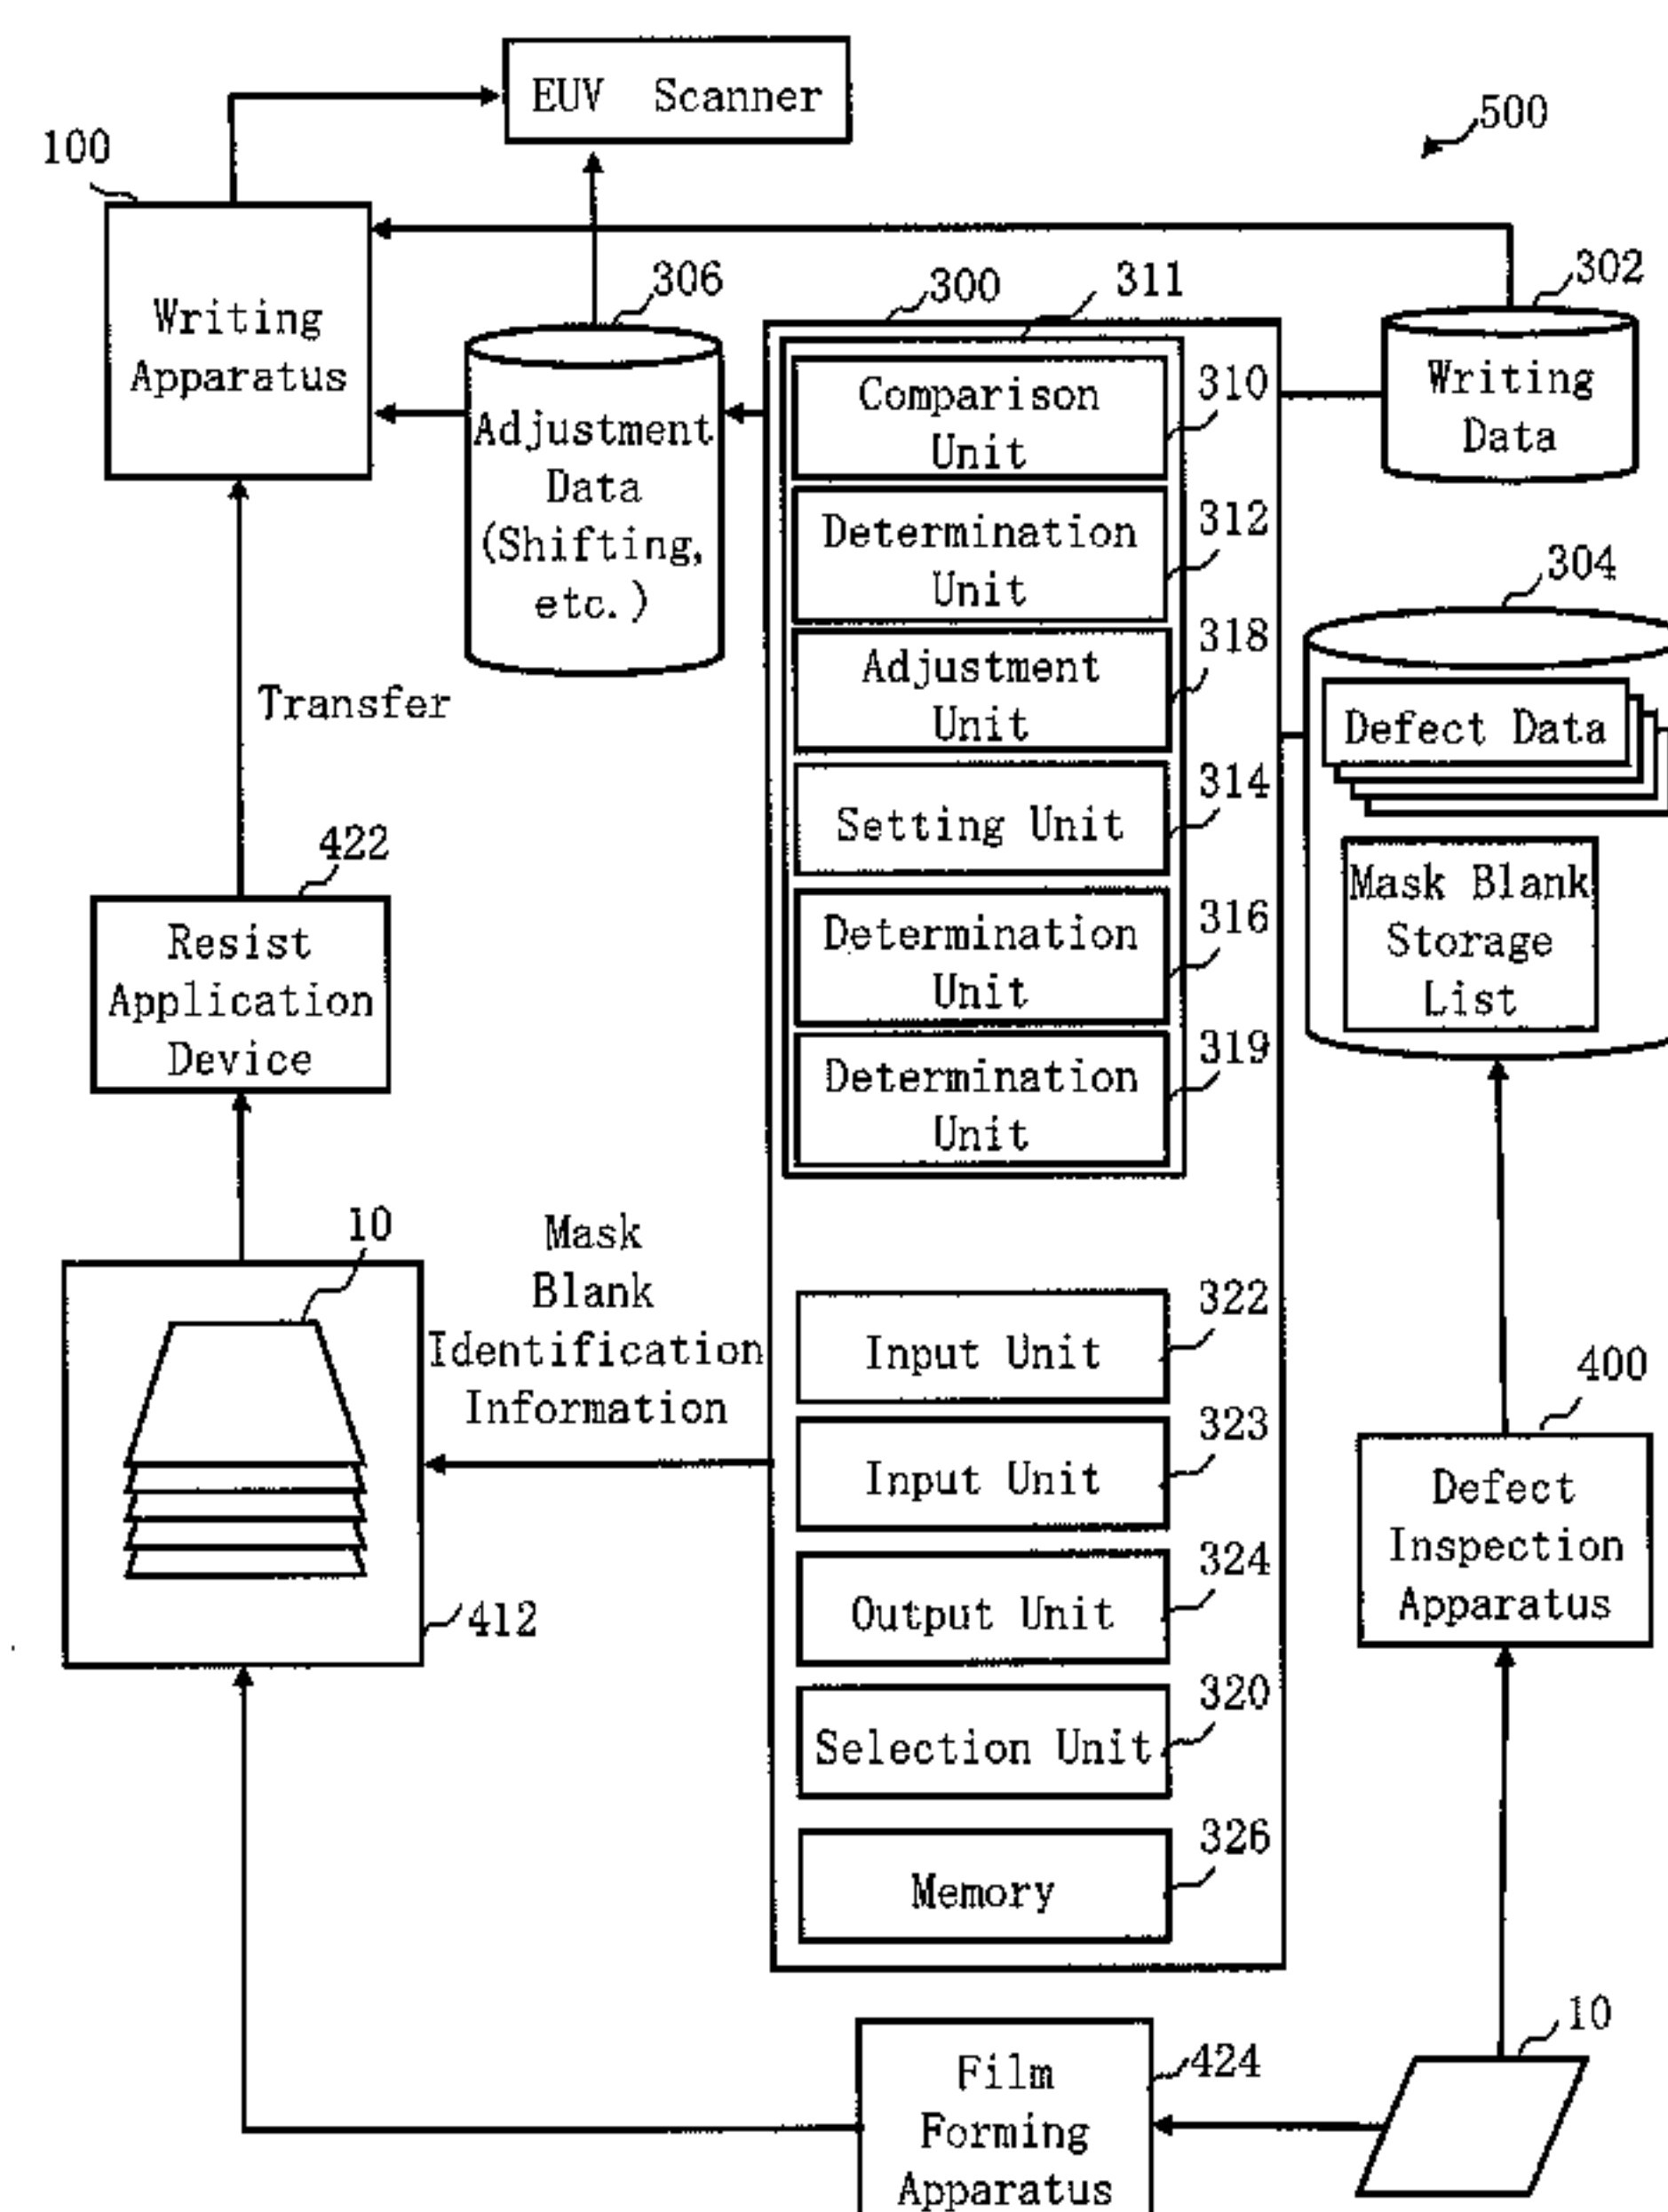 EUV Scanner
500
100
Writing
Apparatus
306
Adjustment
Data
(Shifting,
etc.)
300
311
302
Writing
Data
Comparison
Unit
310
Determination
Unit
312
Adjustment
Unit
318
Setting Unit
314
Determination
Unit
316
Determination
Unit
319
304
Defect Data
Mask Blank
Storage
List
Transfer
422
Resist
Application
Device
10
412
Mask
Blank
Identification
Information
Input Unit
322
Input Unit
323
Output Unit
324
Selection Unit
320
Memory
326
400
Defect
Inspection
Apparatus
Film
Forming
Apparatus
424
10